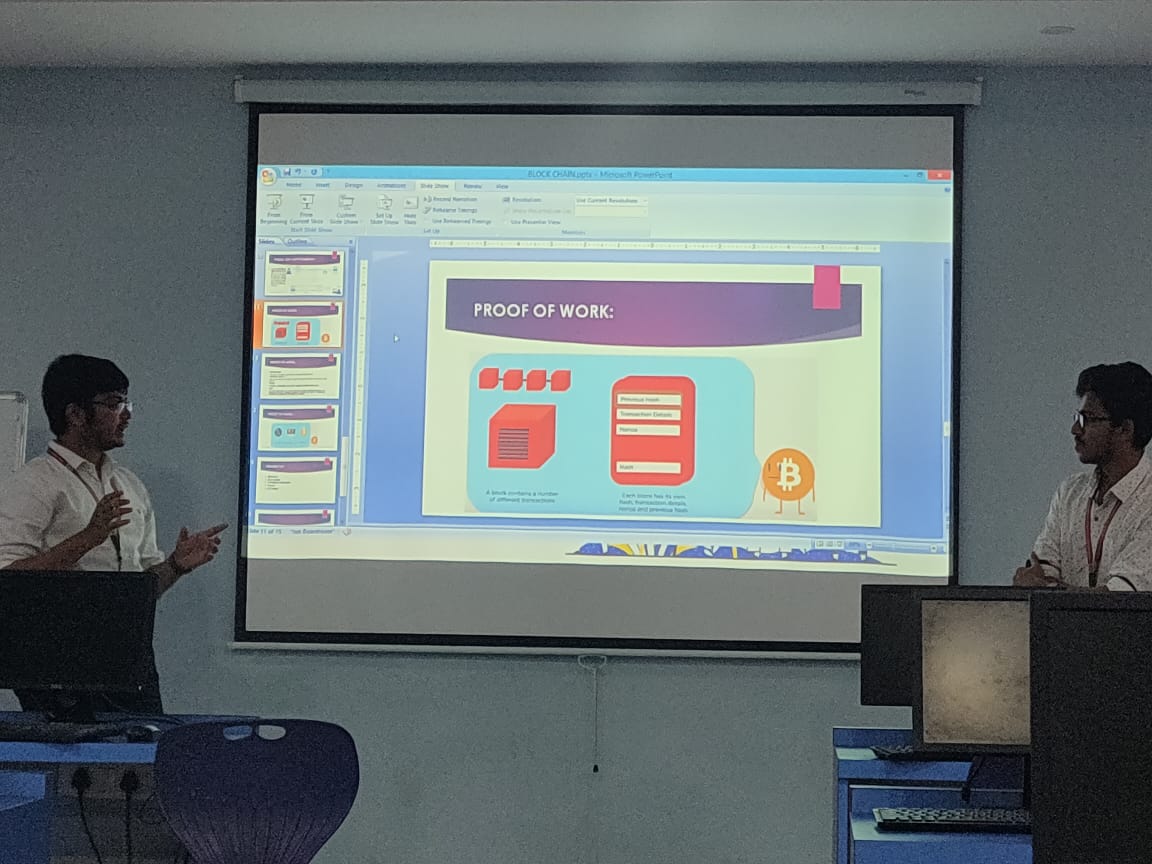 BLOCK CHAIN.pptx - Microsoft PowerPoint
Home Insert Design Animations Slide Show Review View
From Beginning
From Current Slide
Custom Slide Show
Set Up Slide Show
Hide Slide
Record Narration
Rehearse Timings
Use Rehearsed Timings
Resolution:
Use Current Resolution
Use Presenter View
Start Slide Show
Set Up
Monitors
Slides Outline
PROOF OF WORK:
Previous Hash
Transaction Details
Nonce
Hash
A block contains a number
of different transactions
Each block has its own
hash, transaction details,
nonce and previous hash